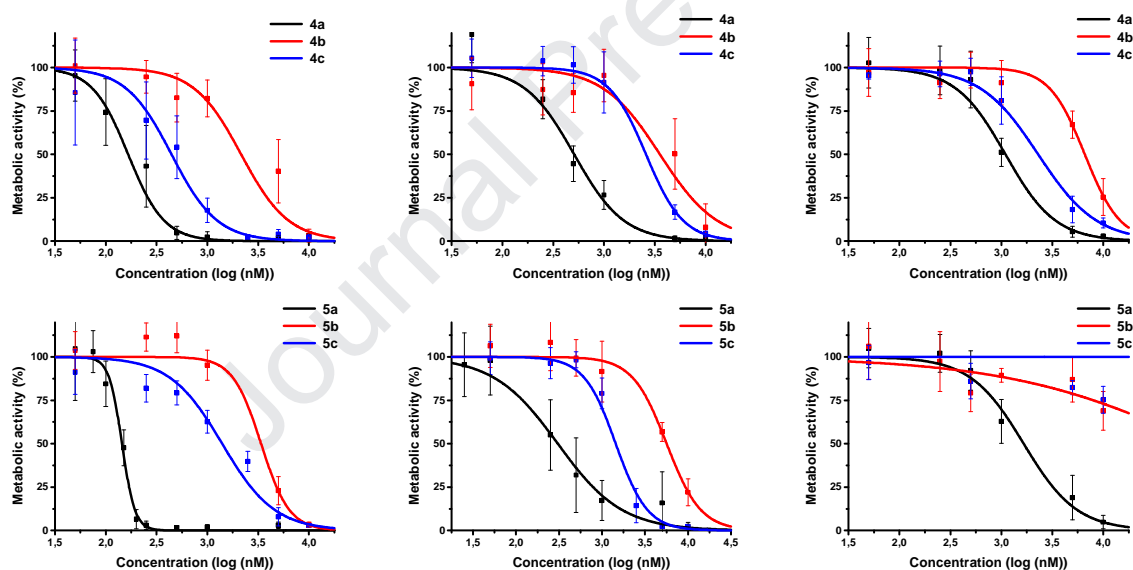 4a
4b
4c
Metabolic activity (%)
100
75
50
25
0
1,5 2,0 2,5 3,0 3,5 4,0
Concentration (log (nM))
4a
4b
4c
Metabolic activity (%)
100
75
50
25
0
1,5 2,0 2,5 3,0 3,5 4,0
Concentration (log (nM))
4a
4b
4c
Metabolic activity (%)
100
75
50
25
0
1,5 2,0 2,5 3,0 3,5 4,0
Concentration (log (nM))
5a
5b
5c
Metabolic activity (%)
100
75
50
25
0
1,5 2,0 2,5 3,0 3,5 4,0
Concentration (log (nM))
5a
5b
5c
Metabolic activity (%)
100
75
50
25
0
1,5 2,0 2,5 3,0 3,5 4,0 4,5
Concentration (log (nM))
5a
5b
5c
Metabolic activity (%)
100
75
50
25
0
1,5 2,0 2,5 3,0 3,5 4,0
Concentration (log (nM))
Journal Pre